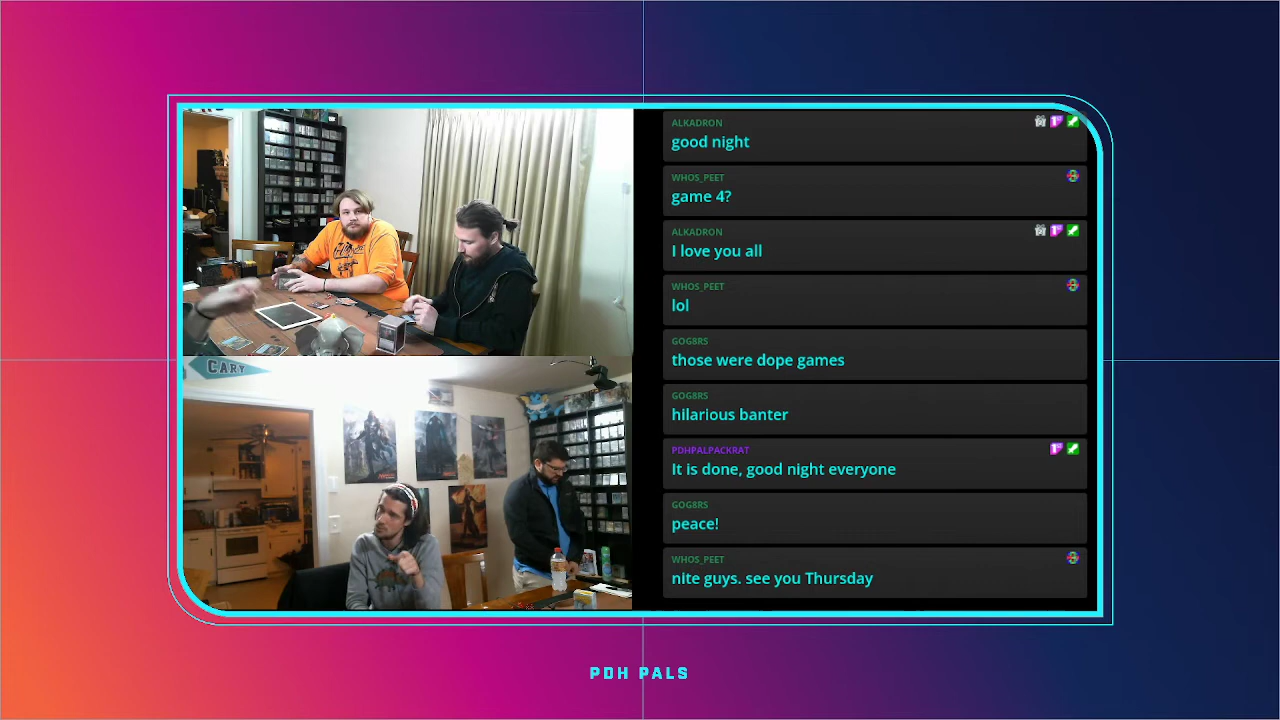 CARY
ALKADRON
good night
WHOS_PEET
game 4?
ALKADRON
I love you all
WHOS_PEET
lol
GOG8RS
those were dope games
GOG8RS
hilarious banter
PDHPALPACKRAT
It is done, good night everyone
GOG8RS
peace!
WHOS_PEET
nite guys. see you Thursday
PDH PALS